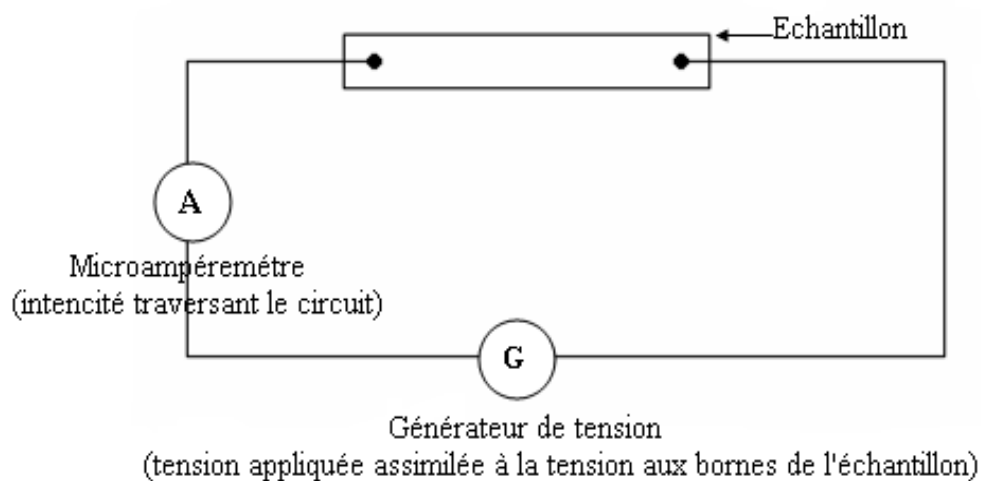 Echantillon
A
Microampéremétre
(intencité traversant le circuit)
G
Générateur de tension
(tension appliquée assimilée à la tension aux bornes de l'échantillon)